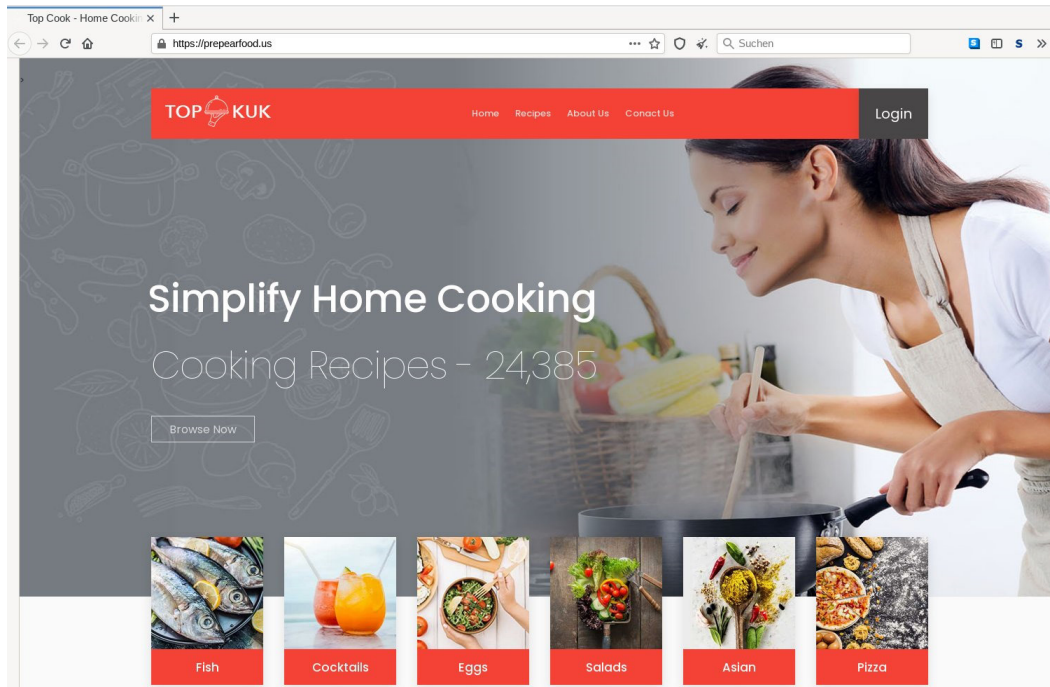 Top Cook - Home Cookin
https://prepearfood.us
Suchen
S
S
TOP KUK
Home Recipes About Us Conact Us
Login
Simplify Home Cooking
Cooking Recipes - 24,385
Browse Now
Fish Cocktails Eggs Salads Asian Pizza